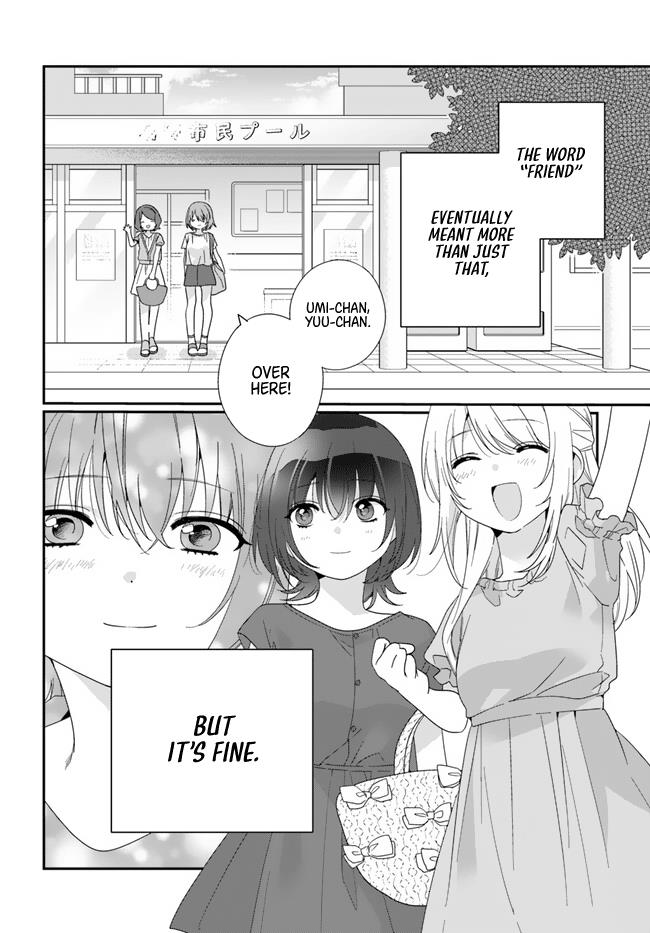 市民プール
THE WORD
"FRIEND"
EVENTUALLY
MEANT MORE
THAN JUST
THAT,
UMI-CHAN,
YUU-CHAN.
OVER
HERE!
BUT
IT'S FINE.